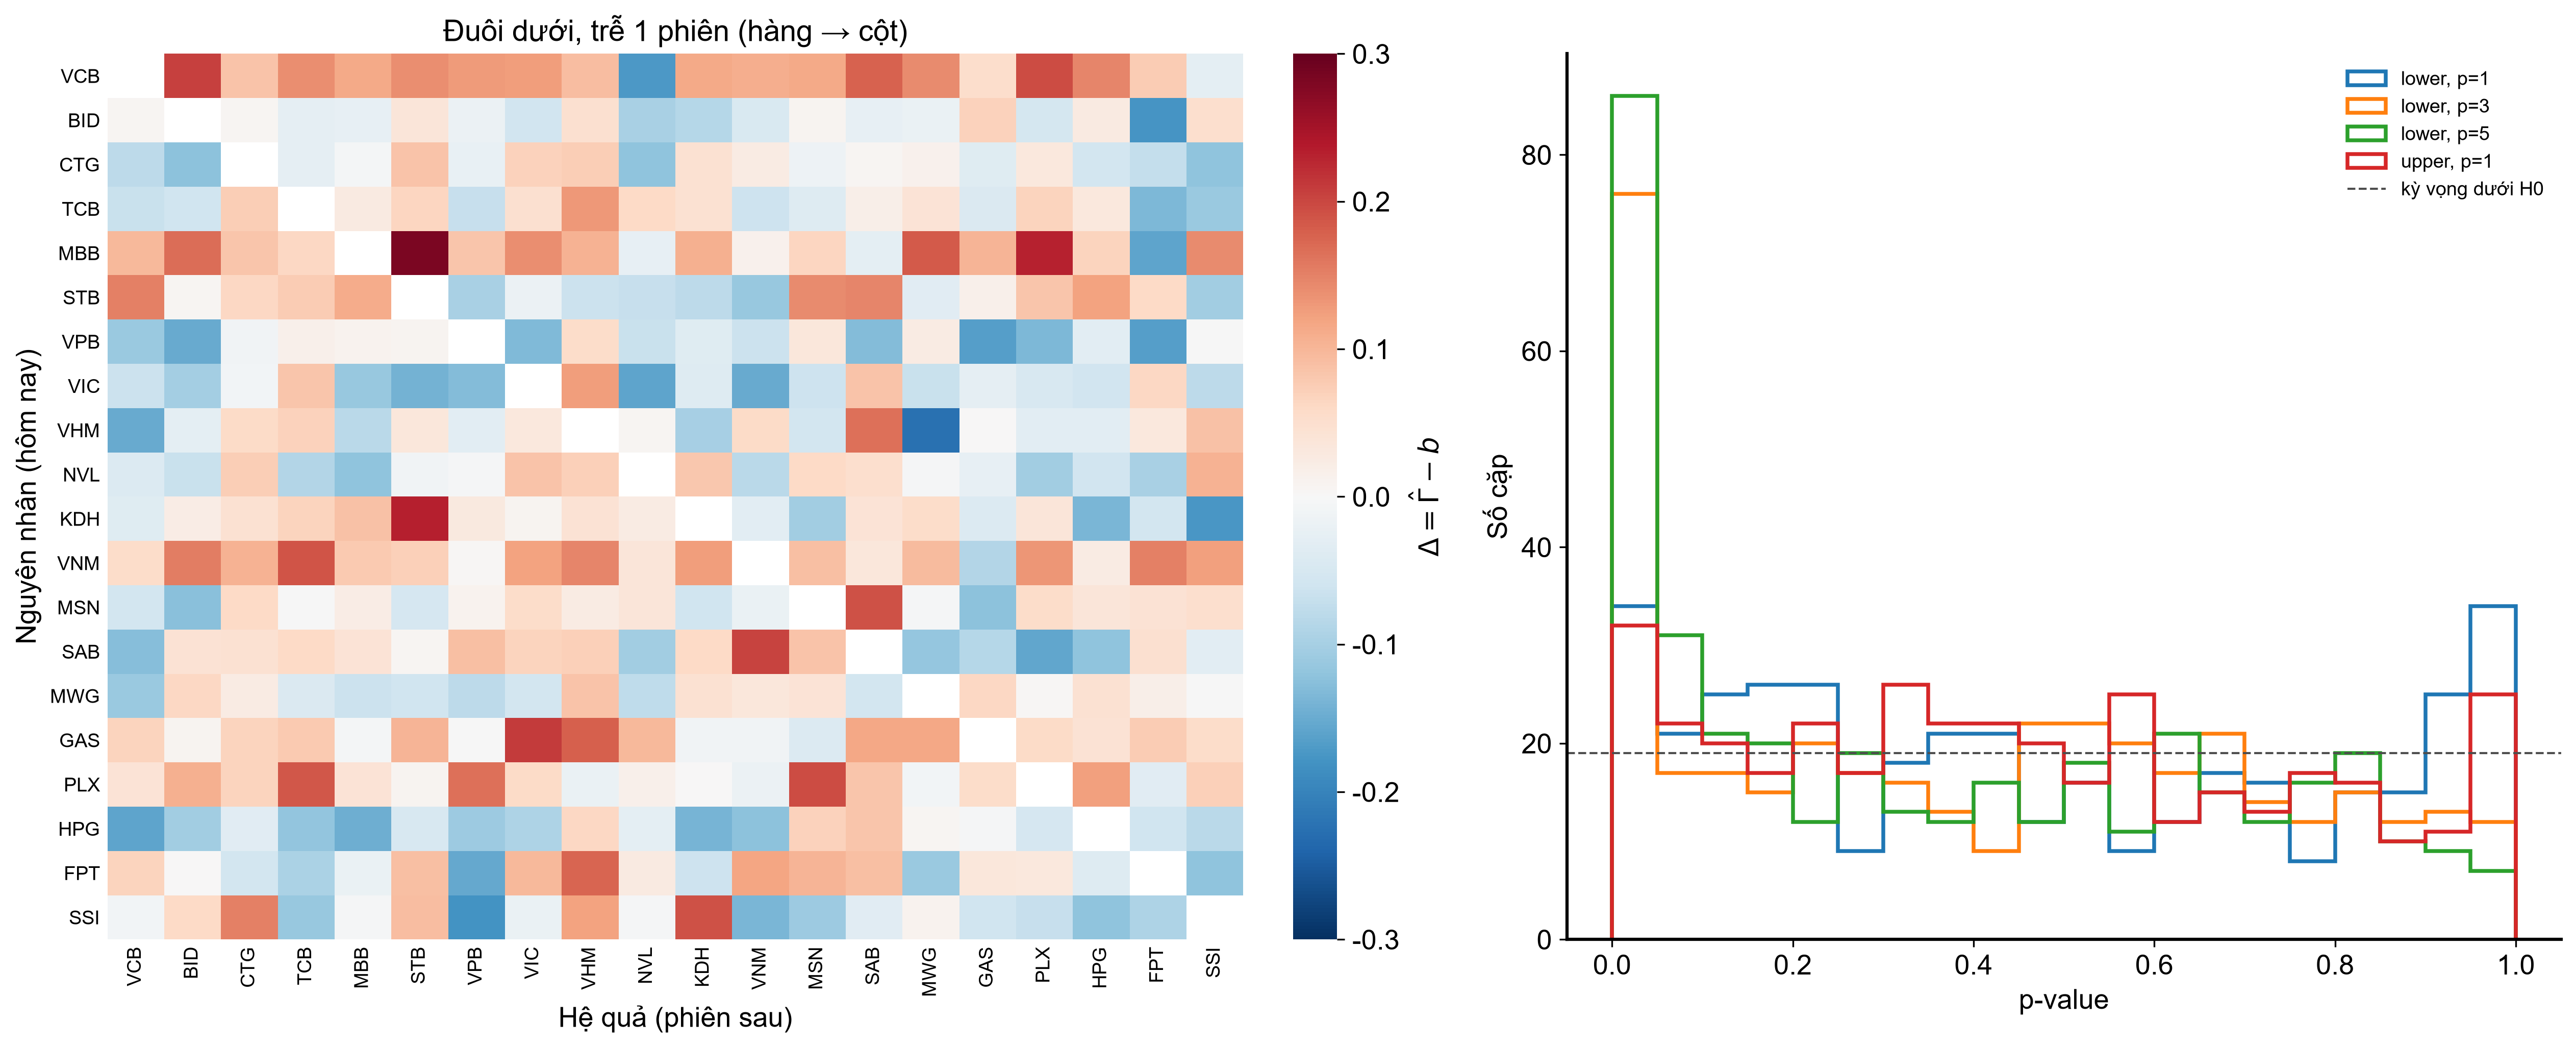 Đuôi dưới, trễ 1 phiên (hàng → cột)
Nguyên nhân (hôm nay)
VCB
BID
CTG
TCB
MBB
STB
VPB
VIC
VHM
NVL
KDH
VNM
MSN
SAB
MWG
GAS
PLX
HPG
FPT
SSI
VCB BID CTG TCB MBB STB VPB VIC VHM NVL KDH VNM MSN SAB MWG GAS PLX HPG FPT SSI
Hệ quả (phiên sau)
0.3
0.2
0.1
0.0
-0.1
-0.2
-0.3
Δ = Γ̂ − b
Số cặp
80
60
40
20
0
0.0 0.2 0.4 0.6 0.8 1.0
p-value
lower, p=1
lower, p=3
lower, p=5
upper, p=1
kỳ vọng dưới H0